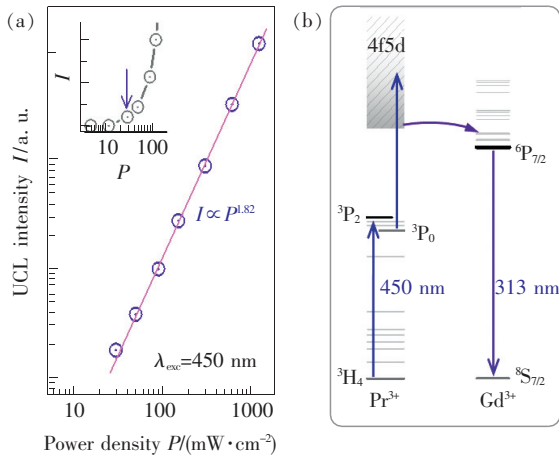 (a)
UCL intensity I/a. u.
I
P
10 100
I∝P^1.82
λexc=450 nm
10 100 1000
Power density P/(mW·cm⁻²)
(b)
4f5d
⁶P₇/₂
³P₂
³P₀
450 nm
313 nm
³H₄
⁸S₇/₂
Pr³⁺
Gd³⁺